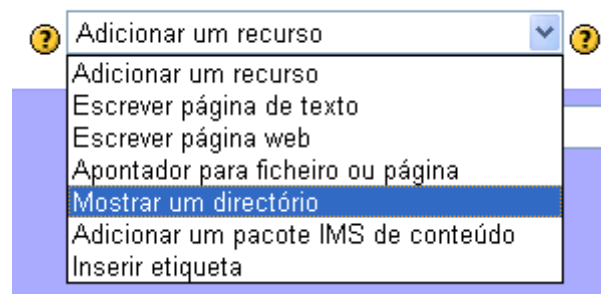 Adicionar um recurso
Adicionar um recurso
Escrever página de texto
Escrever página web
Apontador para ficheiro ou página
Mostrar um directório
Adicionar um pacote IMS de conteúdo
Inserir etiqueta